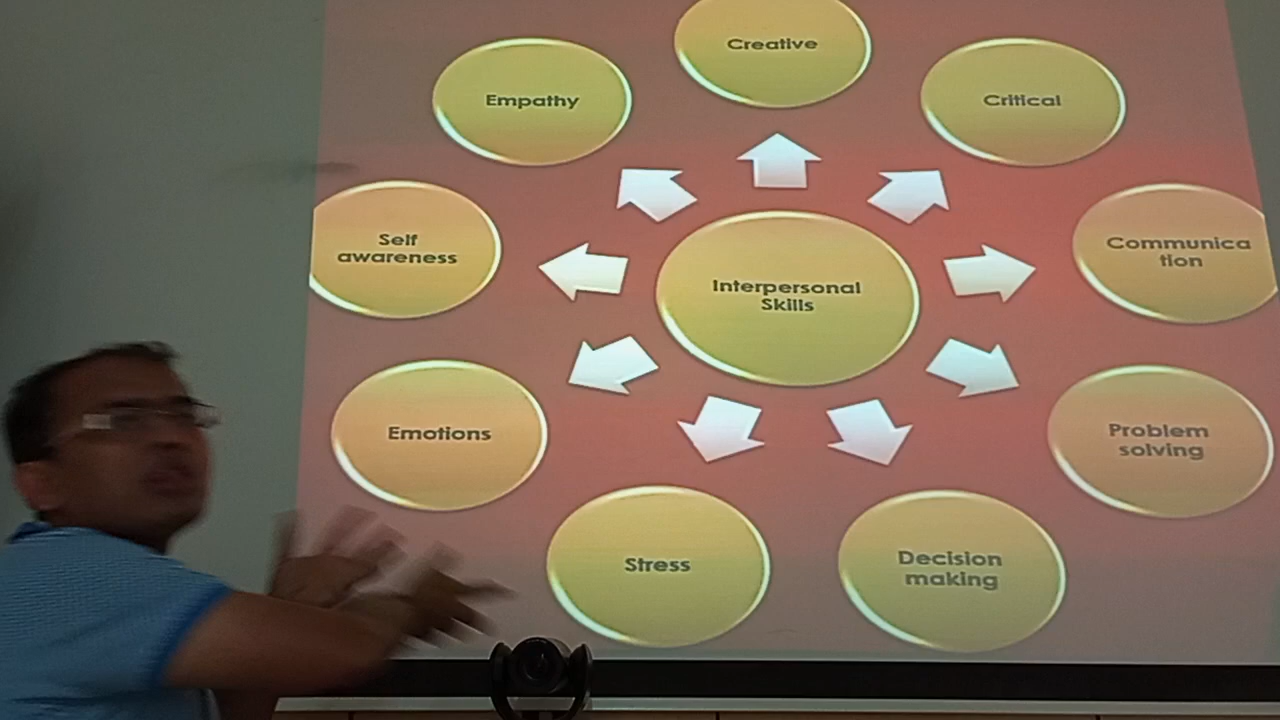 Creative
Empathy
Critical
Self
awareness
Communica
tion
Interpersonal
Skills
Emotions
Problem
solving
Stress
Decision
making